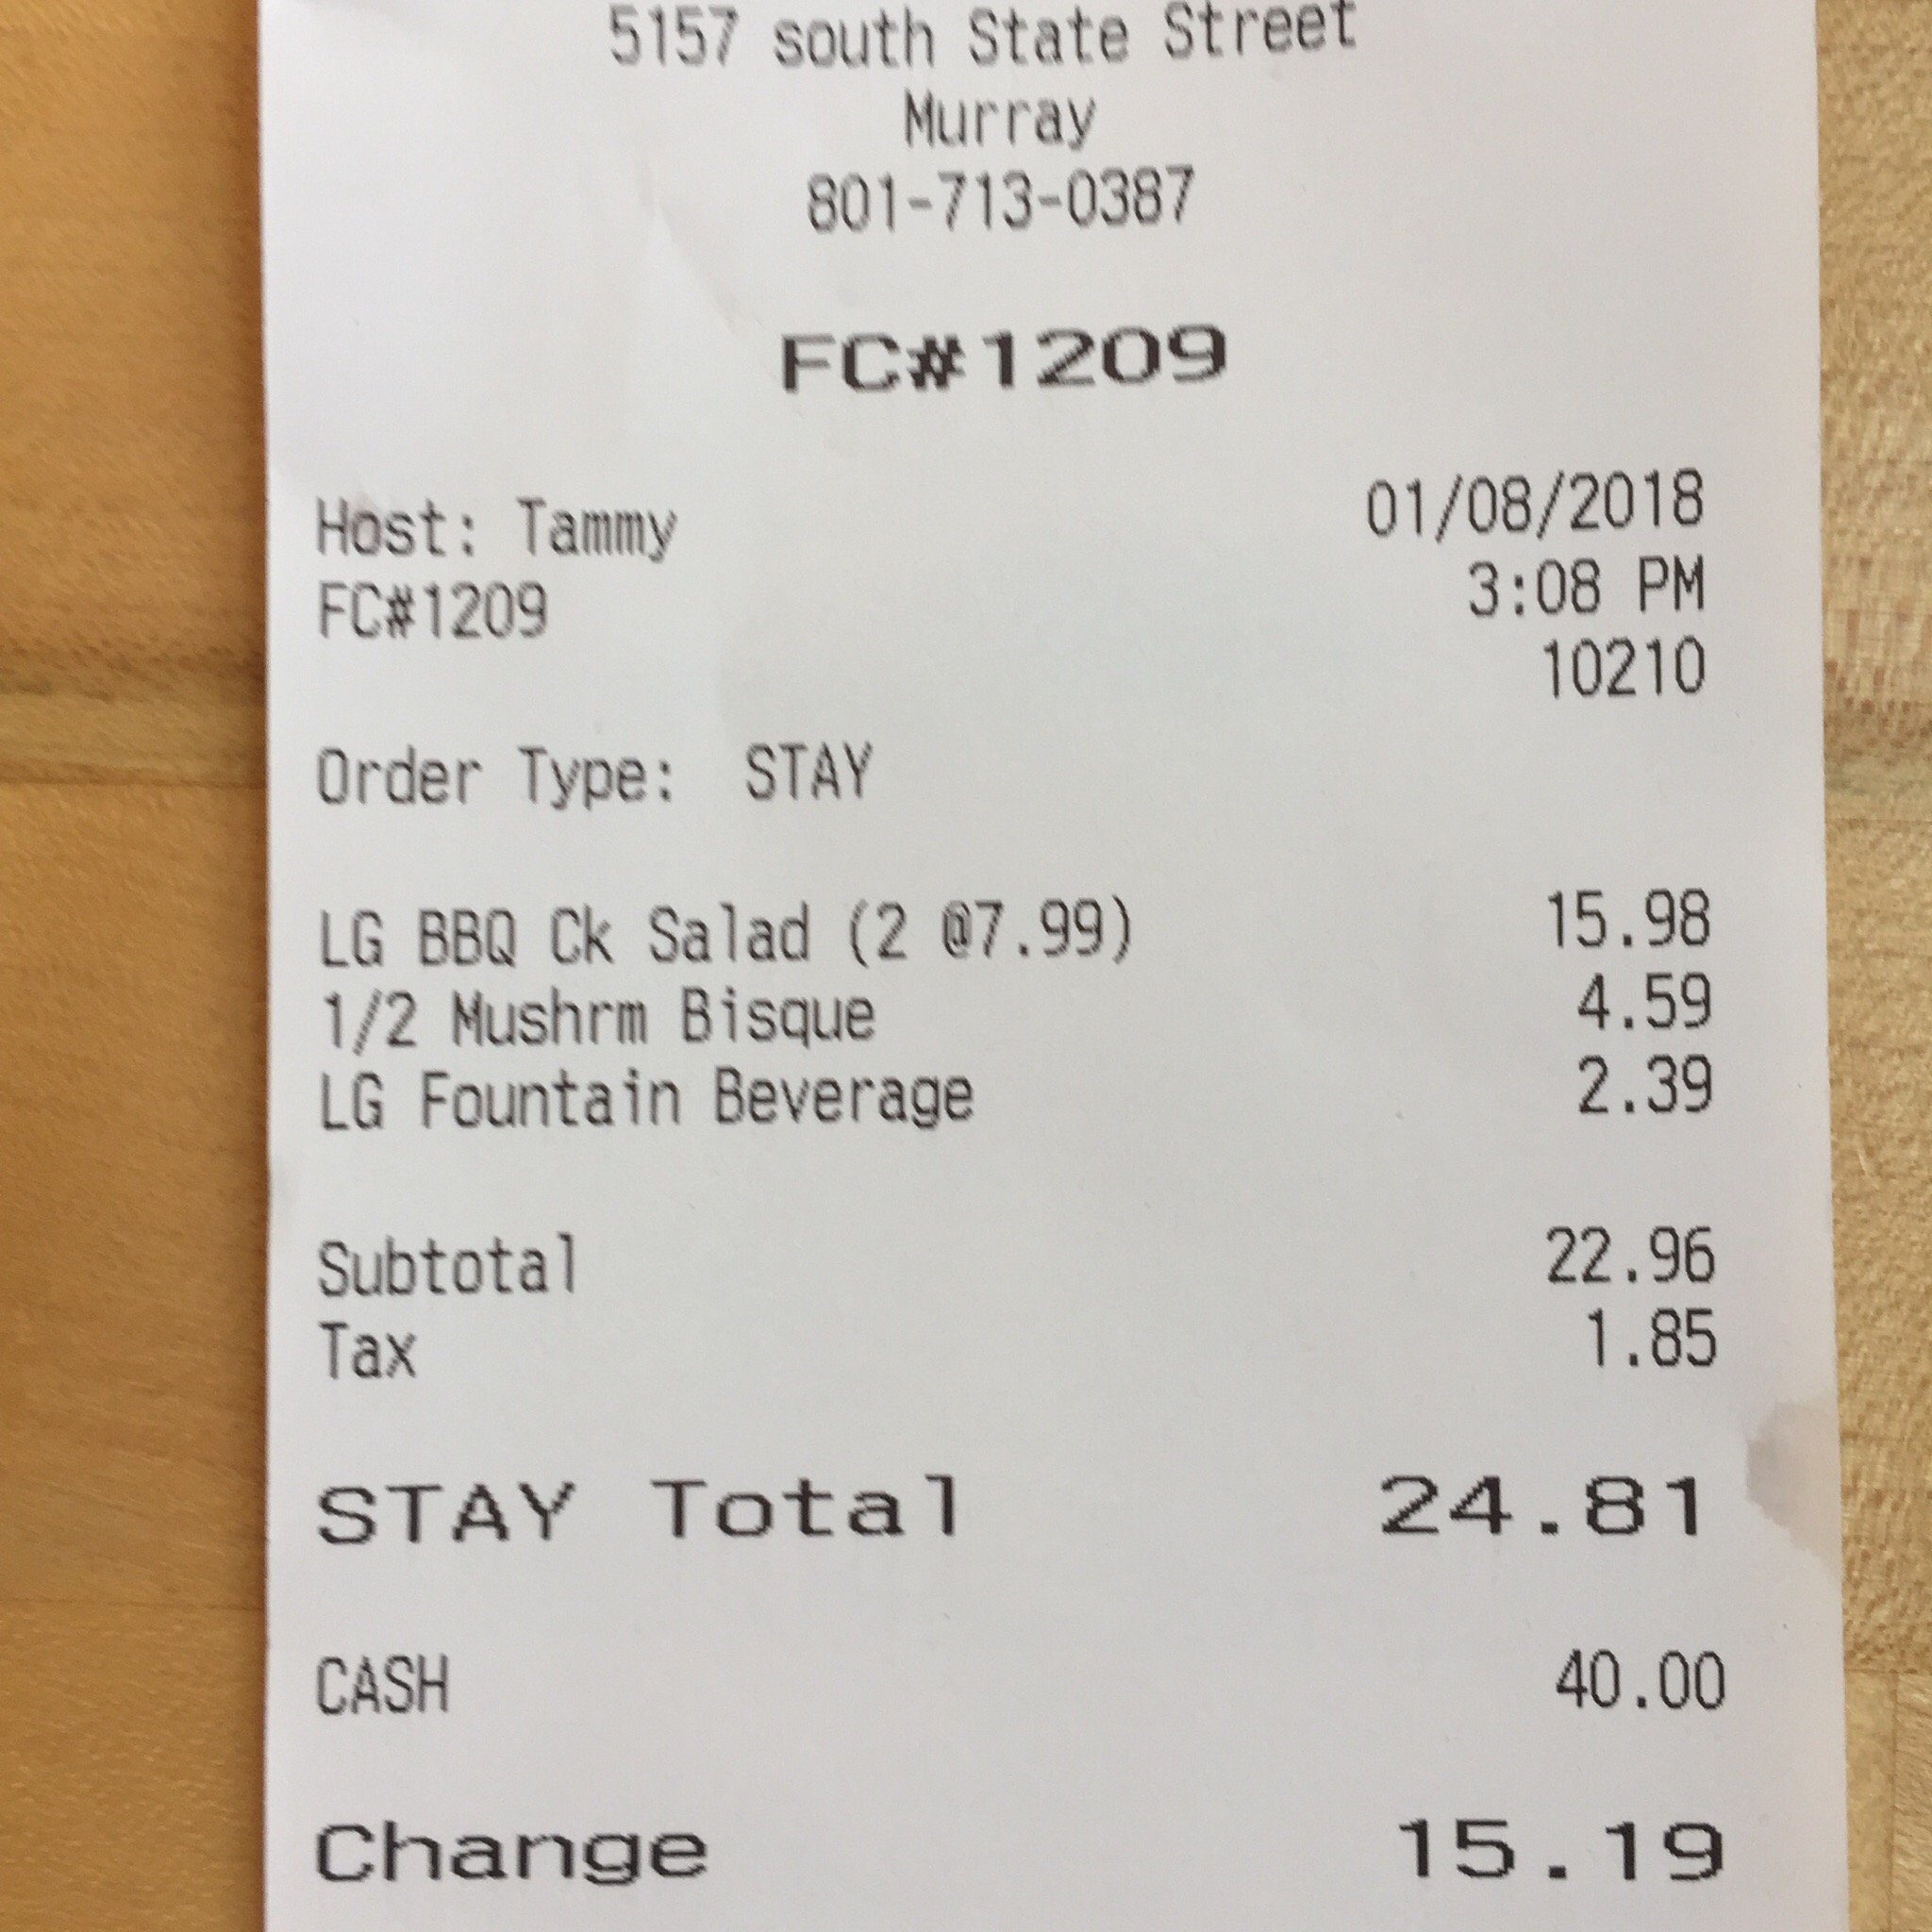 5157 south State Street
Murray
801-713-0387
FC#1209
Host: Tammy 01/08/2018
FC#1209 3:08 PM
10210
Order Type: STAY
LG BBQ Ck Salad (2 @7.99) 15.98
1/2 Mushrm Bisque 4.59
LG Fountain Beverage 2.39
Subtotal 22.96
Tax 1.85
STAY Total 24.81
CASH 40.00
Change 15.19